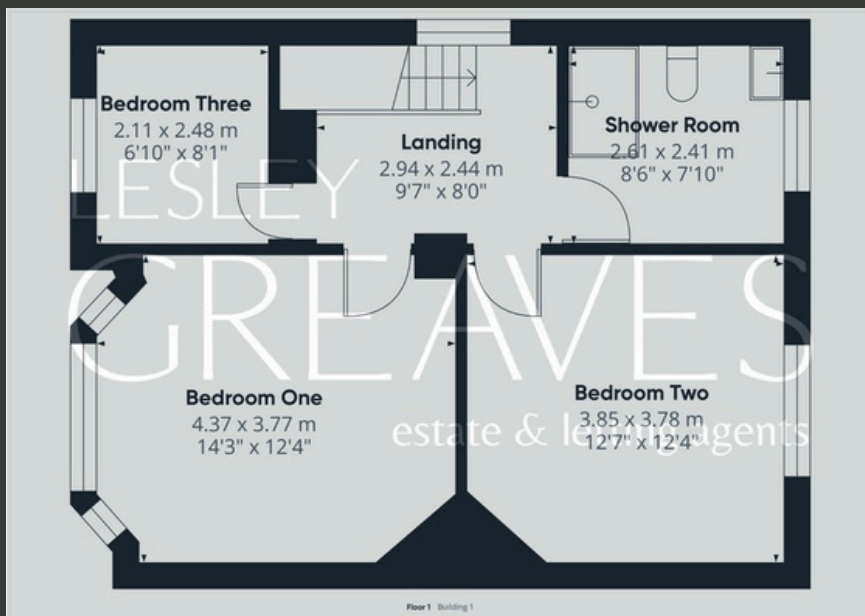 Bedroom Three
2.11 x 2.48 m
6'10" x 8'1"
Landing
2.94 x 2.44 m
9'7" x 8'0"
Shower Room
2.61 x 2.41 m
8'6" x 7'10"
LESLEY
GREAVES
estate & letting agents
Bedroom One
4.37 x 3.77 m
14'3" x 12'4"
Bedroom Two
3.85 x 3.78 m
12'7" x 12'4"
Floor 1 Building 1